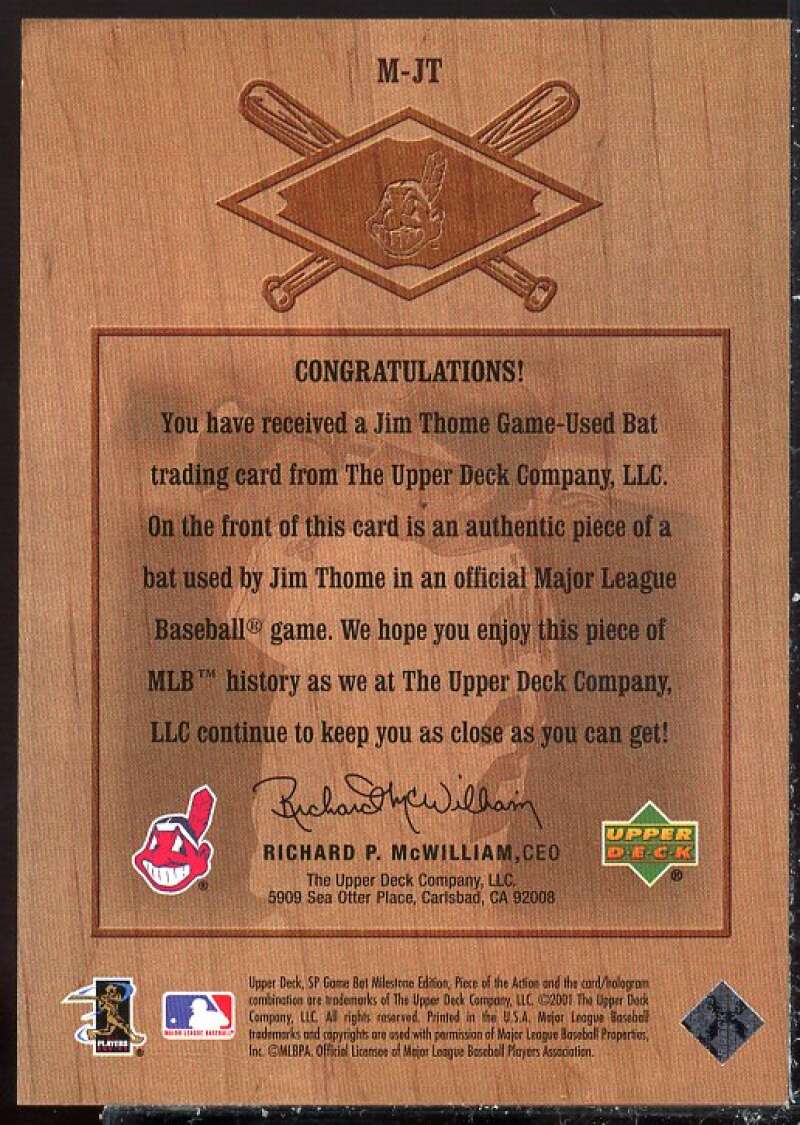 M-JT
CONGRATULATIONS!
You have received a Jim Thome Game-Used Bat
trading card from The Upper Deck Company, LLC.
On the front of this card is an authentic piece of a
bat used by Jim Thome in an official Major League
Baseball® game. We hope you enjoy this piece of
MLB™ history as we at The Upper Deck Company,
LLC continue to keep you as close as you can get!
Richard McWilliam
RICHARD P. McWILLIAM, CEO
The Upper Deck Company, LLC.
5909 Sea Otter Place, Carlsbad, CA 92008
®
UPPER
D·E·C·K
®
PLAYERS
®
MAJOR LEAGUE BASEBALL
Upper Deck, SP Game Bat Milestone Edition, Piece of the Action and the card/hologram
combination are trademarks of The Upper Deck Company, LLC. ©2001 The Upper Deck
Company, LLC. All rights reserved. Printed in the U.S.A. Major League Baseball
trademarks and copyrights are used with permission of Major League Baseball Properties,
Inc. ©MLBPA. Official Licensee of Major League Baseball Players Association.